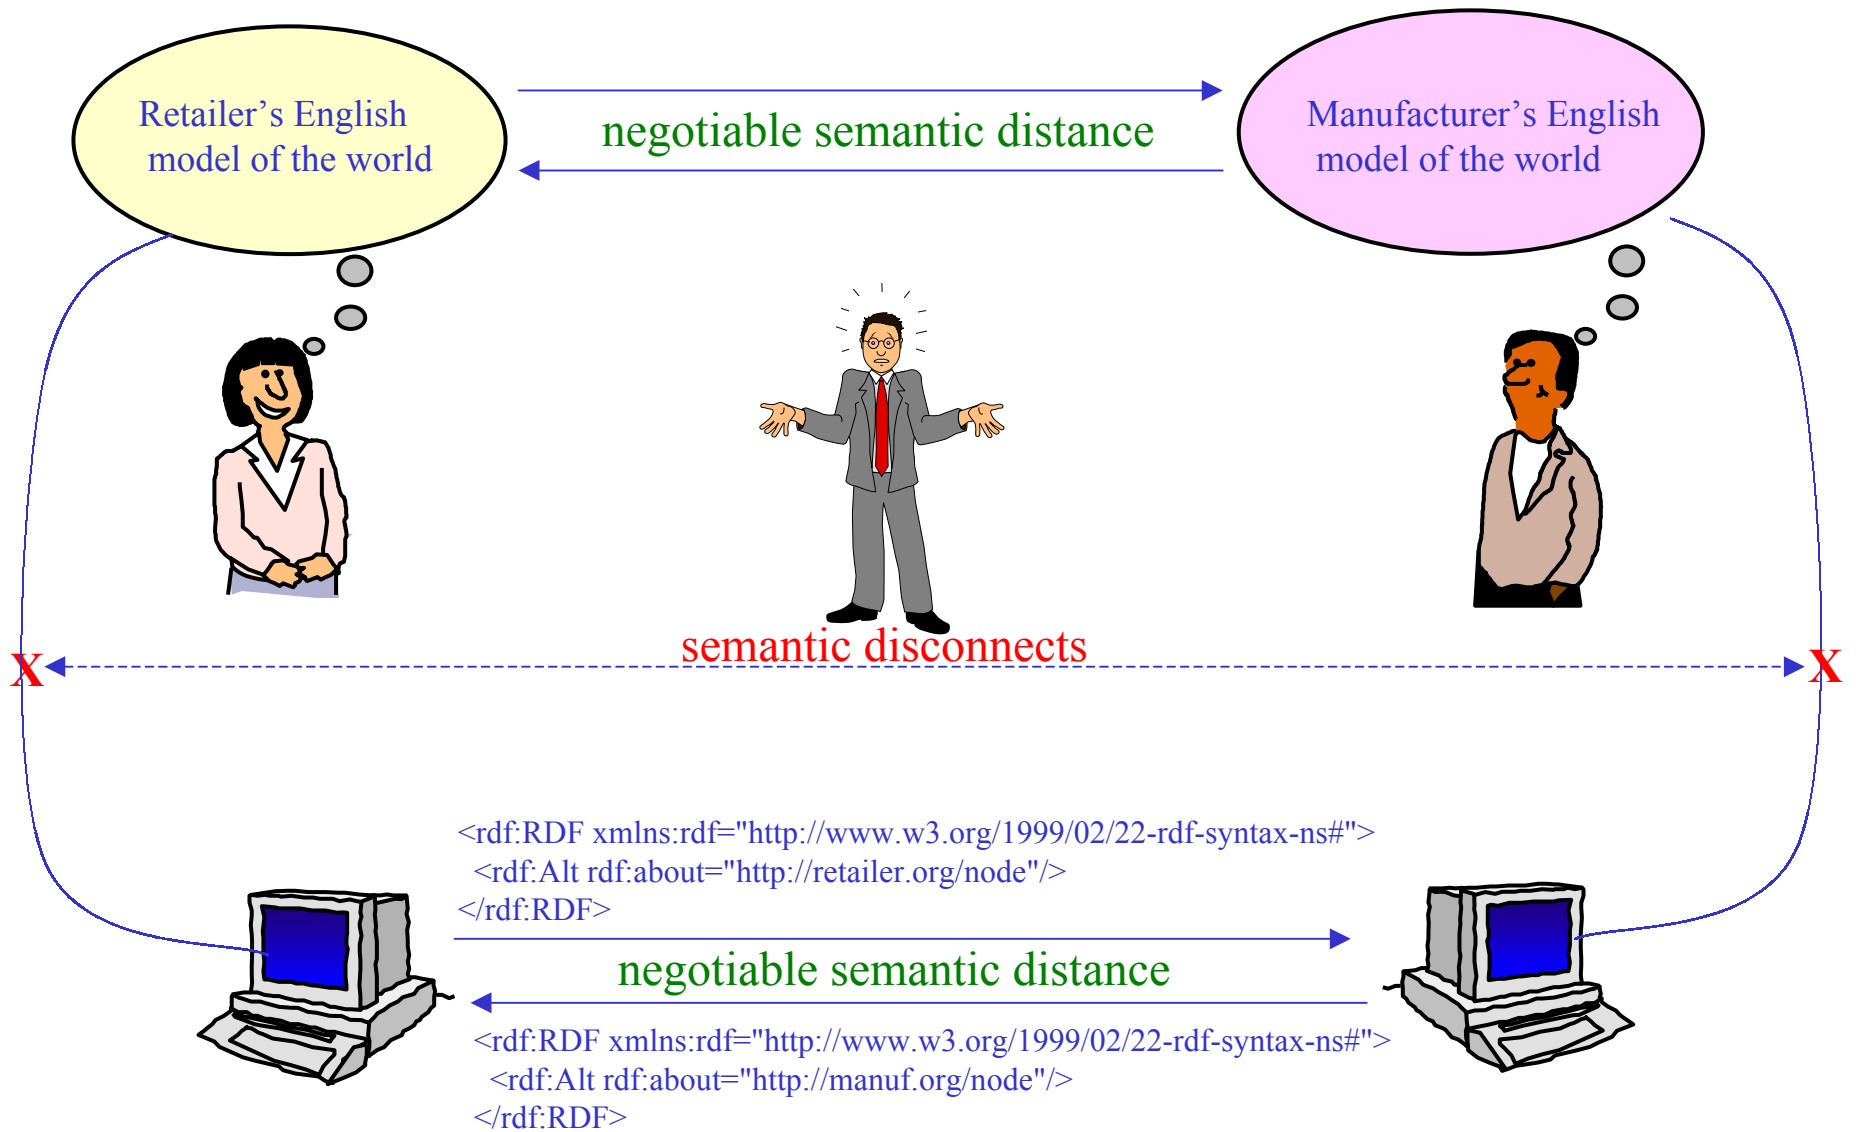 Retailer’s English
model of the world
negotiable semantic distance
Manufacturer’s English
model of the world
semantic disconnects
X
X
<rdf:RDF xmlns:rdf="http://www.w3.org/1999/02/22-rdf-syntax-ns#">
<rdf:Alt rdf:about="http://retailer.org/node"/>
</rdf:RDF>
negotiable semantic distance
<rdf:RDF xmlns:rdf="http://www.w3.org/1999/02/22-rdf-syntax-ns#">
<rdf:Alt rdf:about="http://manuf.org/node"/>
</rdf:RDF>